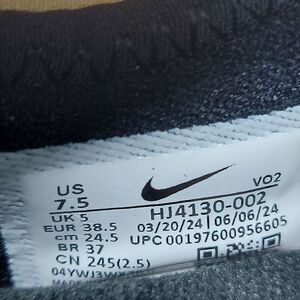 US
7.5
UK 5
EUR 38.5
cm 24.5
BR 37
CN 245(2.5)
VO2
HJ4130-002
03/20/24 06/06/24
UPC 00197600956605